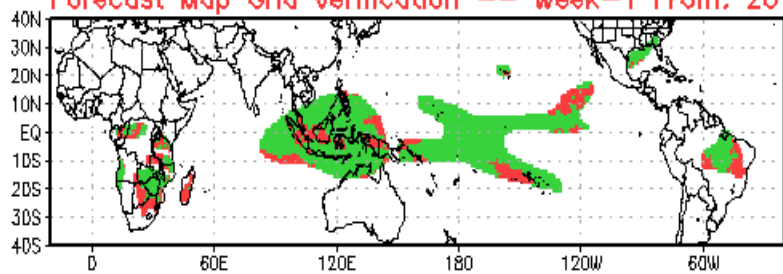 Forecast Map Grid Verification -- Week-1 From: 20
40N
30N
20N
10N
EQ
10S
20S
30S
40S
0 60E 120E 180 120W 60W